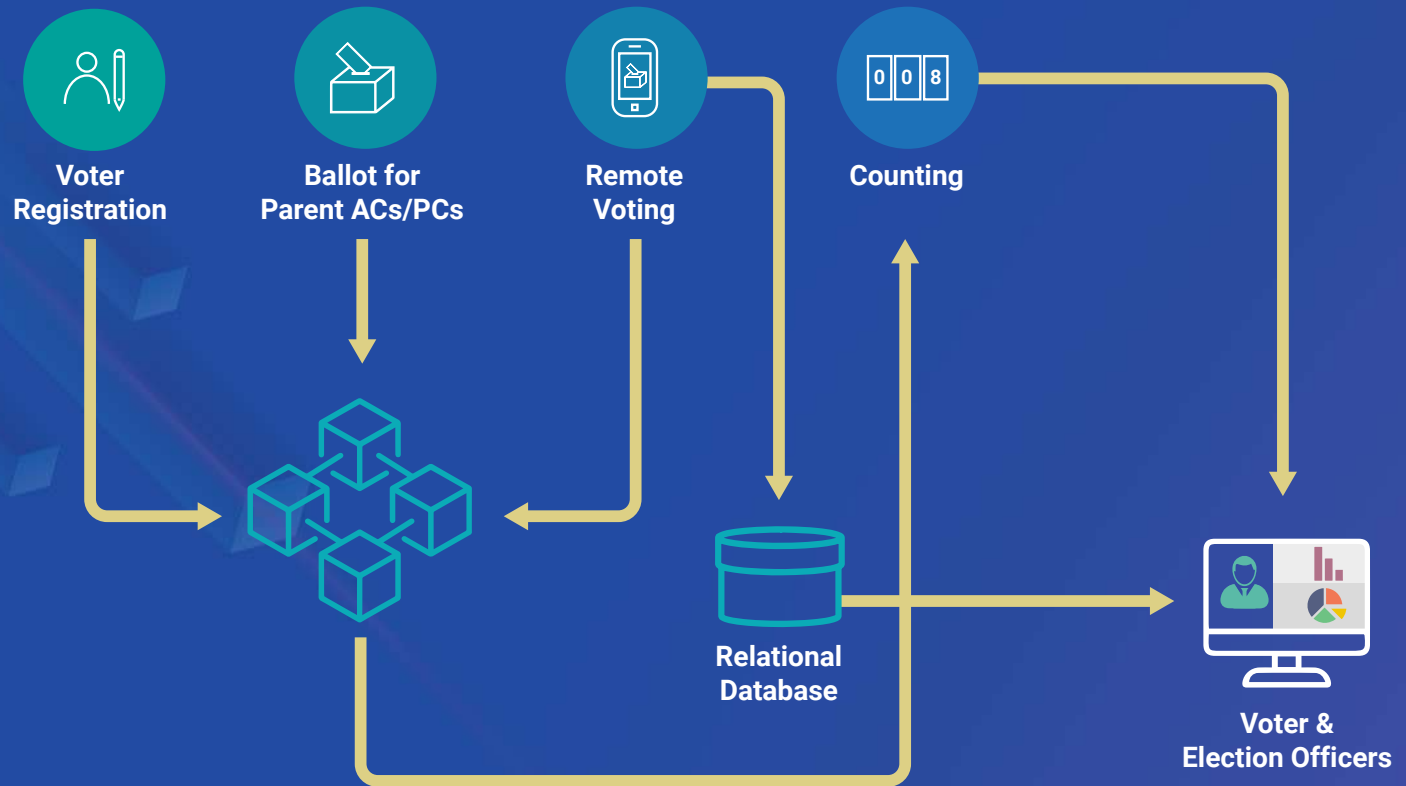 0 0 8
Voter
Registration
Ballot for
Parent ACs/PCs
Remote
Voting
Counting
Relational
Database
Voter &
Election Officers